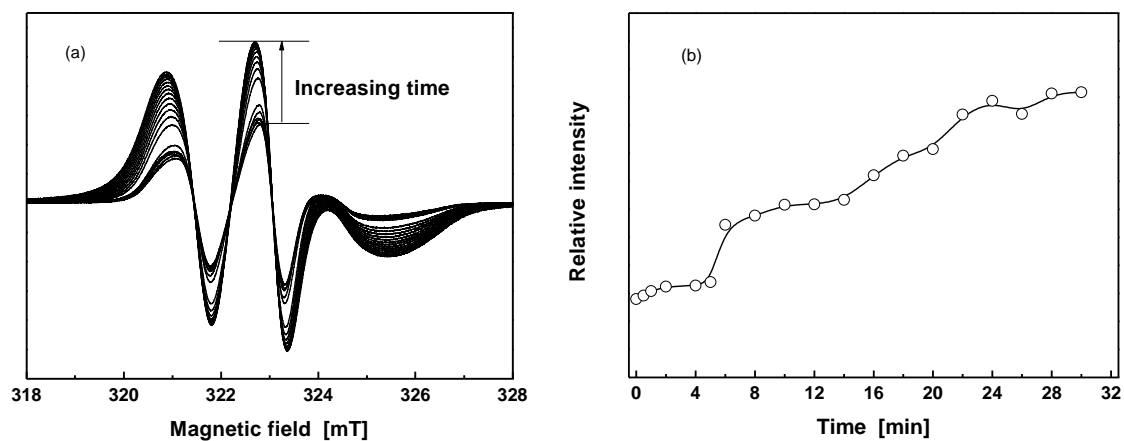 (a)
Increasing time
318 320 322 324 326 328
Magnetic field [mT]
(b)
Relative intensity
0 4 8 12 16 20 24 28 32
Time [min]